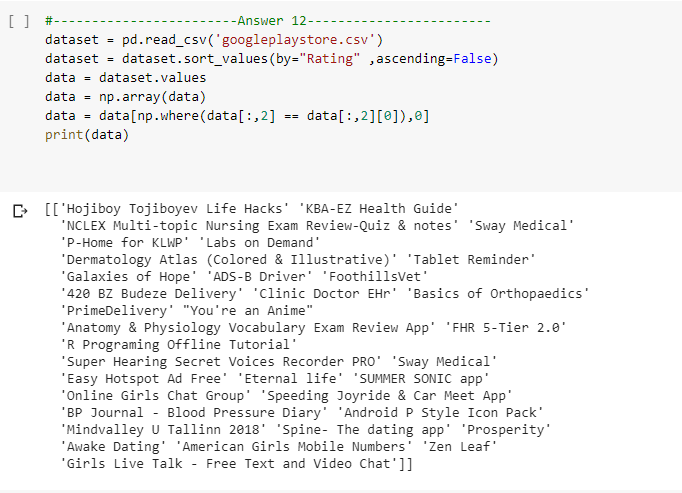 [ ] #-----------------------Answer 12-----------------------
dataset = pd.read_csv('googleplaystore.csv')
dataset = dataset.sort_values(by="Rating" ,ascending=False)
data = dataset.values
data = np.array(data)
data = data[np.where(data[:,2] == data[:,2][0]),0]
print(data)
[['Hojiboy Tojiboyev Life Hacks' 'KBA-EZ Health Guide'
'NCLEX Multi-topic Nursing Exam Review-Quiz & notes' 'Sway Medical'
'P-Home for KLWP' 'Labs on Demand'
'Dermatology Atlas (Colored & Illustrative)' 'Tablet Reminder'
'Galaxies of Hope' 'ADS-B Driver' 'FoothillsVet'
'420 BZ Budeze Delivery' 'Clinic Doctor EHr' 'Basics of Orthopaedics'
'PrimeDelivery' "You're an Anime"
'Anatomy & Physiology Vocabulary Exam Review App' 'FHR 5-Tier 2.0'
'R Programing Offline Tutorial'
'Super Hearing Secret Voices Recorder PRO' 'Sway Medical'
'Easy Hotspot Ad Free' 'Eternal life' 'SUMMER SONIC app'
'Online Girls Chat Group' 'Speeding Joyride & Car Meet App'
'BP Journal - Blood Pressure Diary' 'Android P Style Icon Pack'
'Mindvalley U Tallinn 2018' 'Spine- The dating app' 'Prosperity'
'Awake Dating' 'American Girls Mobile Numbers' 'Zen Leaf'
'Girls Live Talk - Free Text and Video Chat']]